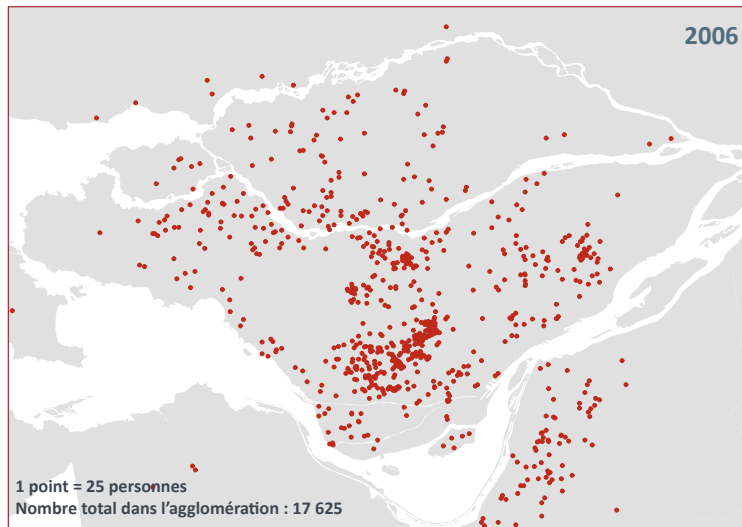 2006
1 point = 25 personnes
Nombre total dans l'agglomération : 17 625